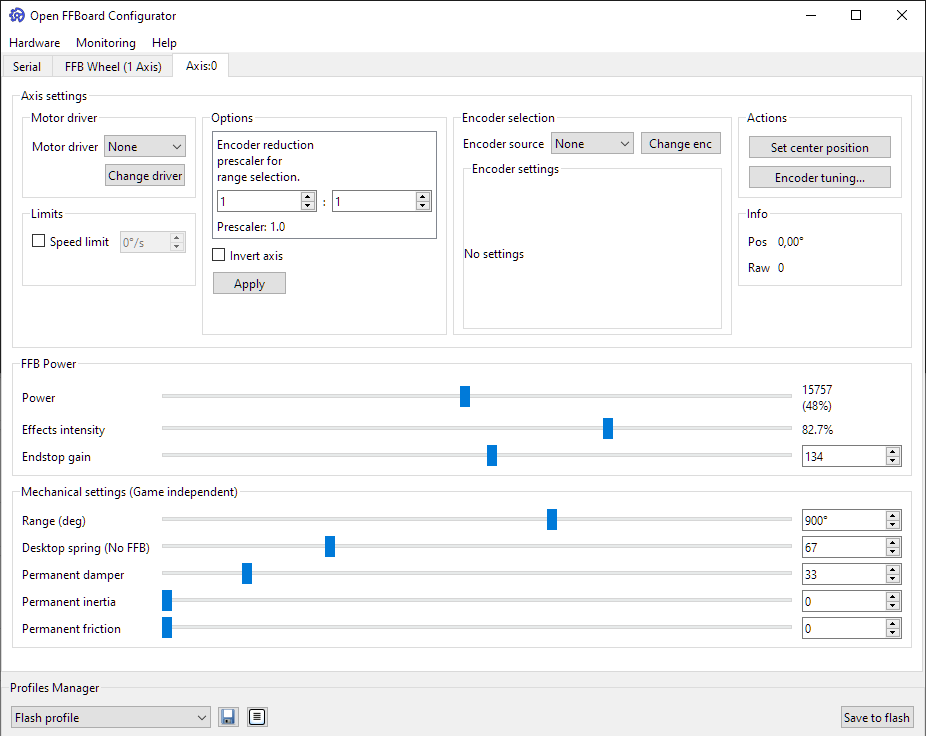 Open FFBoard Configurator
Hardware Monitoring Help
Serial FFB Wheel (1 Axis) Axis:0
Axis settings
Motor driver
Motor driver None
Change driver
Limits
Speed limit 0°/s
Options
Encoder reduction
prescaler for
range selection.
1 : 1
Prescaler: 1.0
Invert axis
Apply
Encoder selection
Encoder source None Change enc
Encoder settings
No settings
Actions
Set center position
Encoder tuning...
Info
Pos 0,00°
Raw 0
FFB Power
Power 15757
(48%)
Effects intensity 82.7%
Endstop gain 134
Mechanical settings (Game independent)
Range (deg) 900°
Desktop spring (No FFB) 67
Permanent damper 33
Permanent inertia 0
Permanent friction 0
Profiles Manager
Flash profile Save to flash